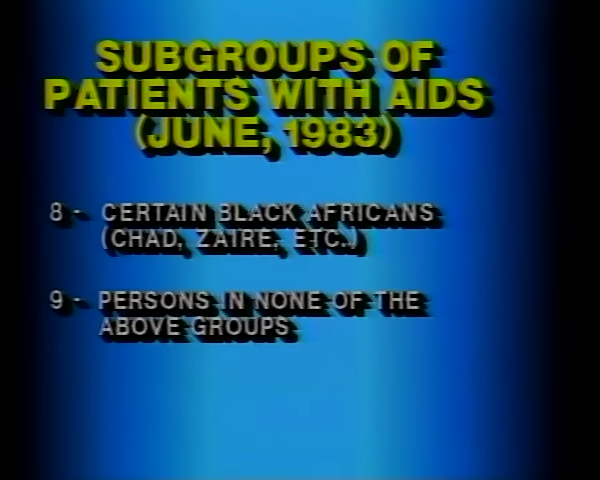 SUBGROUPS OF
PATIENTS WITH AIDS
(JUNE, 1983)
8 - CERTAIN BLACK AFRICANS
(CHAD, ZAIRE, ETC.)
9 - PERSONS IN NONE OF THE
ABOVE GROUPS